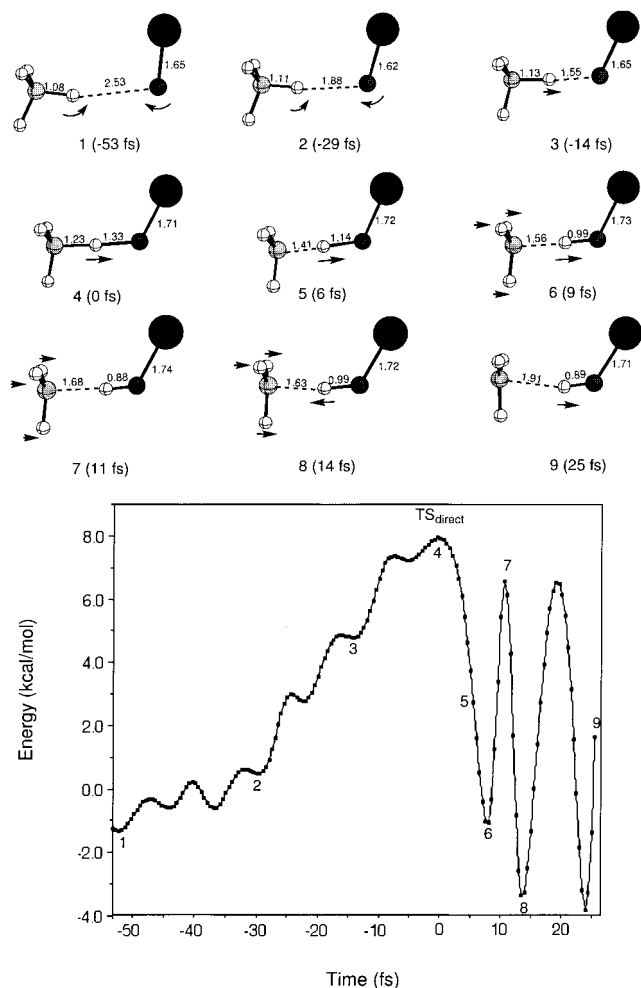 1.08 2.53 1.65
1 (-53 fs)
1.11 1.88 1.62
2 (-29 fs)
1.13 1.55 1.65
3 (-14 fs)
1.23 1.33 1.71
4 (0 fs)
1.41 1.14 1.72
5 (6 fs)
1.56 0.99 1.73
6 (9 fs)
1.68 0.88 1.74
7 (11 fs)
1.63 0.99 1.72
8 (14 fs)
1.91 0.89 1.71
9 (25 fs)
TSdirect
8.0
6.0
4.0
2.0
0.0
-2.0
-4.0
Energy (kcal/mol)
1
2
3
4
5
6
7
8
9
-50 -40 -30 -20 -10 0 10 20
Time (fs)